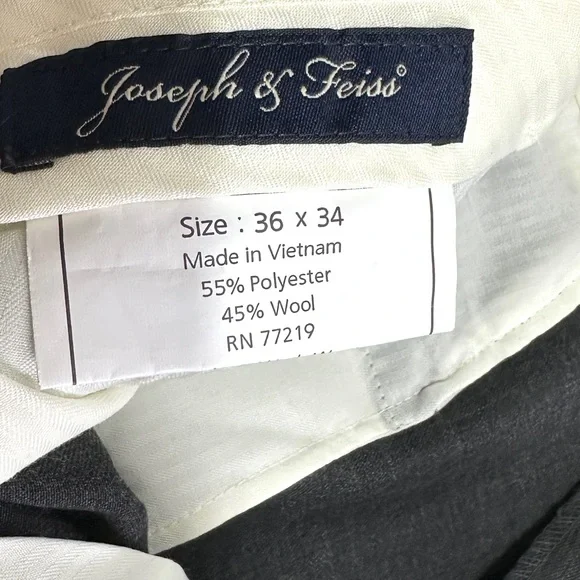 Joseph & Feiss®
Size : 36 x 34
Made in Vietnam
55% Polyester
45% Wool
RN 77219